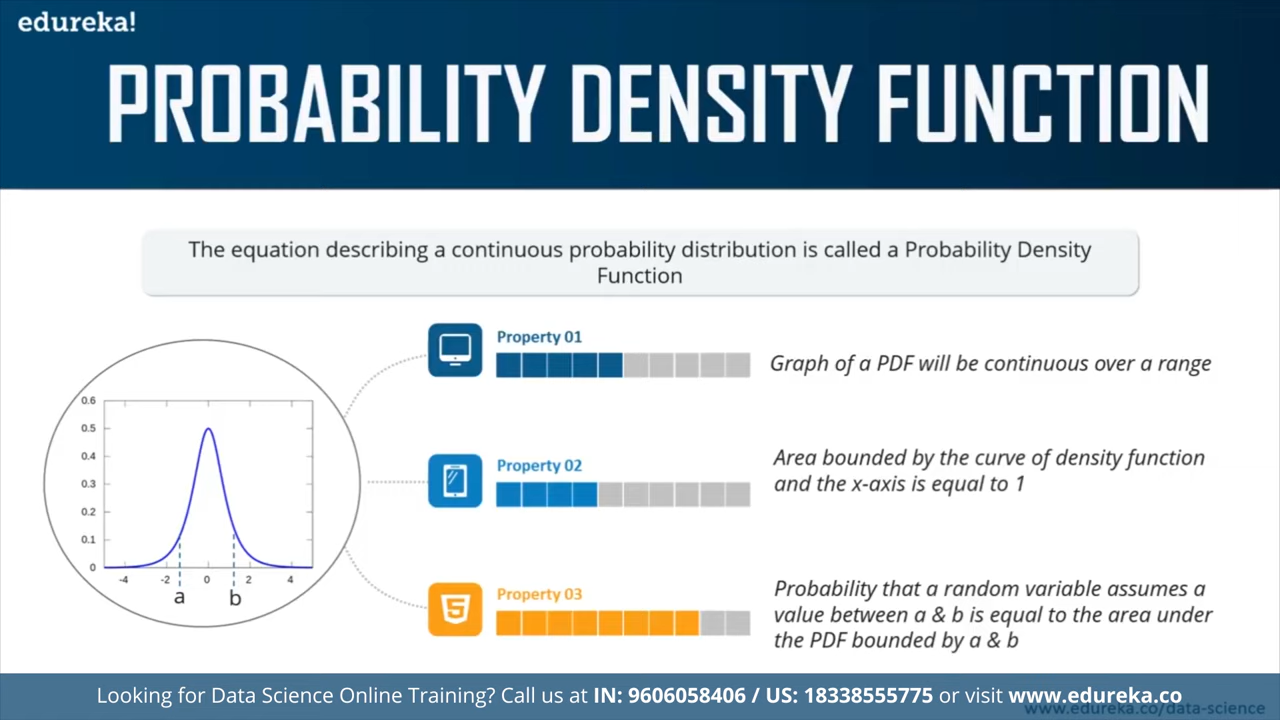 edureka!
PROBABILITY DENSITY FUNCTION
The equation describing a continuous probability distribution is called a Probability Density
Function
Property 01
Graph of a PDF will be continuous over a range
Property 02
Area bounded by the curve of density function
and the x-axis is equal to 1
Property 03
Probability that a random variable assumes a
value between a & b is equal to the area under
the PDF bounded by a & b
0.6
0.5
0.4
0.3
0.2
0.1
0
-4 -2 0 2 4
a b
Looking for Data Science Online Training? Call us at IN: 9606058406 / US: 18338555775 or visit www.edureka.co
www.edureka.co/data-science